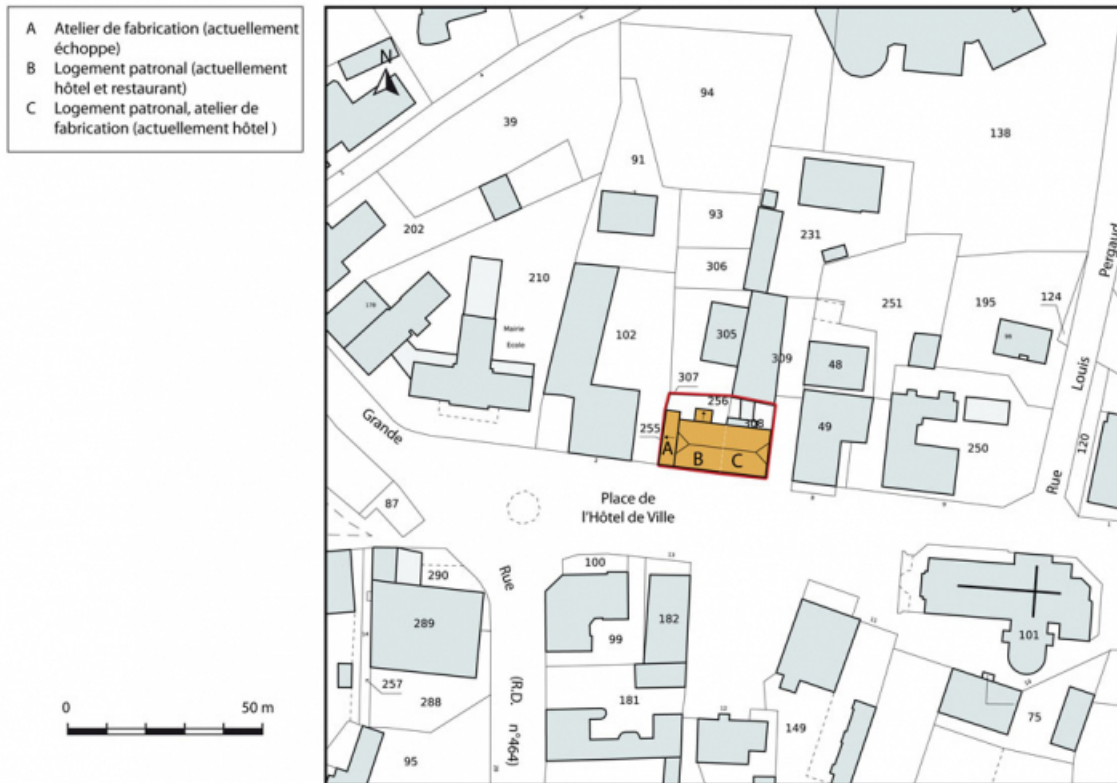 A Atelier de fabrication (actuellement
échoppe)
B Logement patronal (actuellement
hôtel et restaurant)
C Logement patronal, atelier de
fabrication (actuellement hôtel )
N
94
39
138
91
93
202
231
306
Pergaud
210
251
195
124
178
305
Mairie
Ecole
102
309
48
Louis
307
256
308
Grande
255
A
B
C
49
250
120
Rue
87
Place de
l'Hôtel de Ville
290
Rue
100
13
289
182
99
101
257
288
(R.D.
n°464)
181
149
75
95
0
50 m